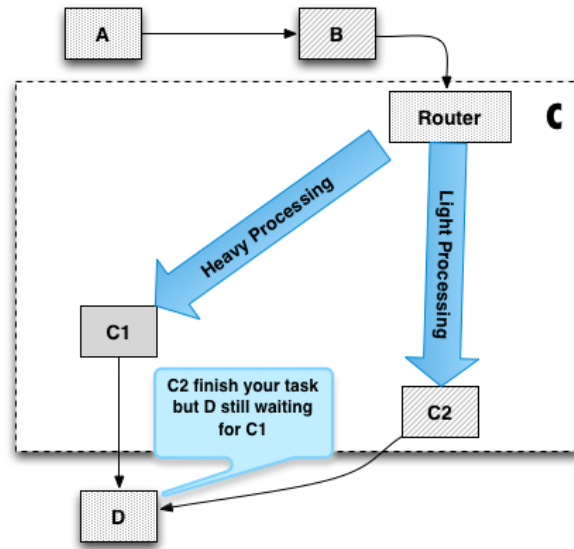 A
B
Router
C
Heavy Processing
Light Processing
C1
C2 finish your task
but D still waiting
for C1
C2
D